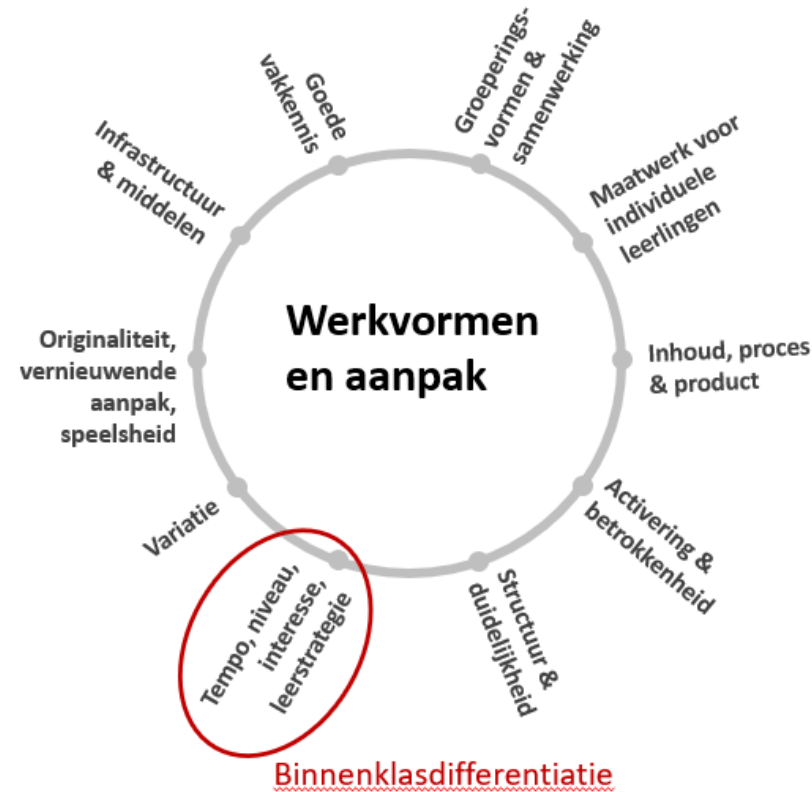 Werkvormen
en aanpak
Goede
vakkennis
Groeperings-
vormen &
samenwerking
Maatwerk voor
individuele
leerlingen
Inhoud, proces
& product
Activering &
betrokkenheid
Structuur &
duidelijkheid
Tempo, niveau,
interesse,
leerstrategie
Variatie
Originaliteit,
vernieuwende
aanpak,
speelsheid
Infrastructuur
& middelen
Binnenklasdifferentiatie